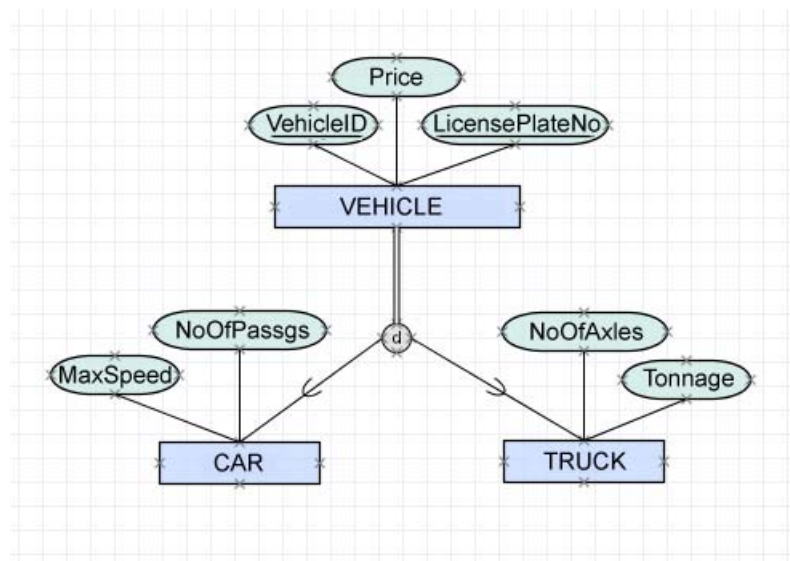 Price
VehicleID
LicensePlateNo
VEHICLE
d
NoOfPassgs
NoOfAxles
MaxSpeed
Tonnage
CAR
TRUCK